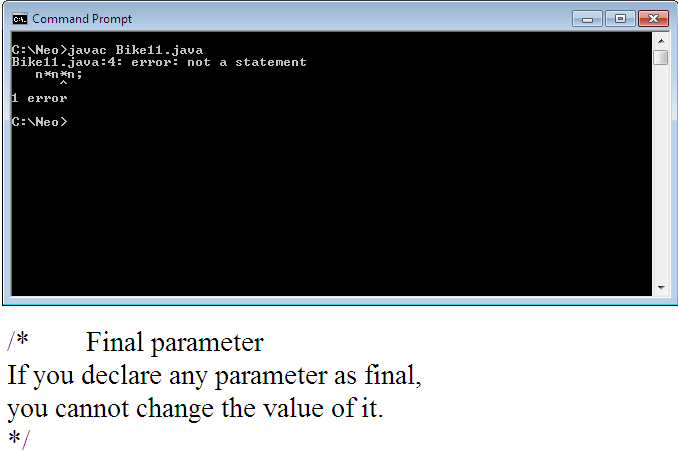 Command Prompt
C:\Neo>javac Bike11.java
Bike11.java:4: error: not a statement
n*n*n;
^
1 error
C:\Neo>
/* Final parameter
If you declare any parameter as final,
you cannot change the value of it.
*/